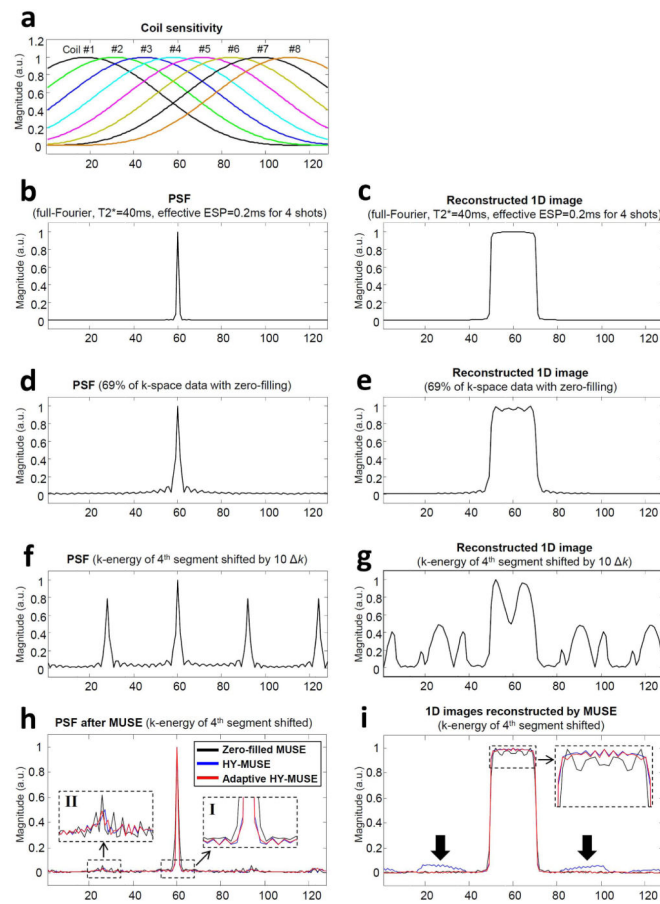 a
Coil sensitivity
Magnitude (a.u.)
1.2
1
0.8
0.6
0.4
0.2
0
Coil #1 #2 #3 #4 #5 #6 #7 #8
20 40 60 80 100 120
b
PSF
(full-Fourier, T2*=40ms, effective ESP=0.2ms for 4 shots)
Magnitude (a.u.)
1
0.8
0.6
0.4
0.2
0
20 40 60 80 100 120
c
Reconstructed 1D image
(full-Fourier, T2*=40ms, effective ESP=0.2ms for 4 shots)
Magnitude (a.u.)
1
0.8
0.6
0.4
0.2
0
20 40 60 80 100 120
d
PSF (69% of k-space data with zero-filling)
Magnitude (a.u.)
1
0.8
0.6
0.4
0.2
0
20 40 60 80 100 120
e
Reconstructed 1D image
(69% of k-space data with zero-filling)
Magnitude (a.u.)
1
0.8
0.6
0.4
0.2
0
20 40 60 80 100 120
f
PSF (k-energy of 4th segment shifted by 10 Δk)
Magnitude (a.u.)
1
0.8
0.6
0.4
0.2
0
20 40 60 80 100 120
g
Reconstructed 1D image
(k-energy of 4th segment shifted by 10 Δk)
Magnitude (a.u.)
1
0.8
0.6
0.4
0.2
0
20 40 60 80 100 120
h
PSF after MUSE (k-energy of 4th segment shifted)
Magnitude (a.u.)
1
0.8
0.6
0.4
0.2
0
Zero-filled MUSE
HY-MUSE
Adaptive HY-MUSE
II
I
20 40 60 80 100 120
i
1D images reconstructed by MUSE
(k-energy of 4th segment shifted)
Magnitude (a.u.)
1
0.8
0.6
0.4
0.2
0
20 40 60 80 100 120